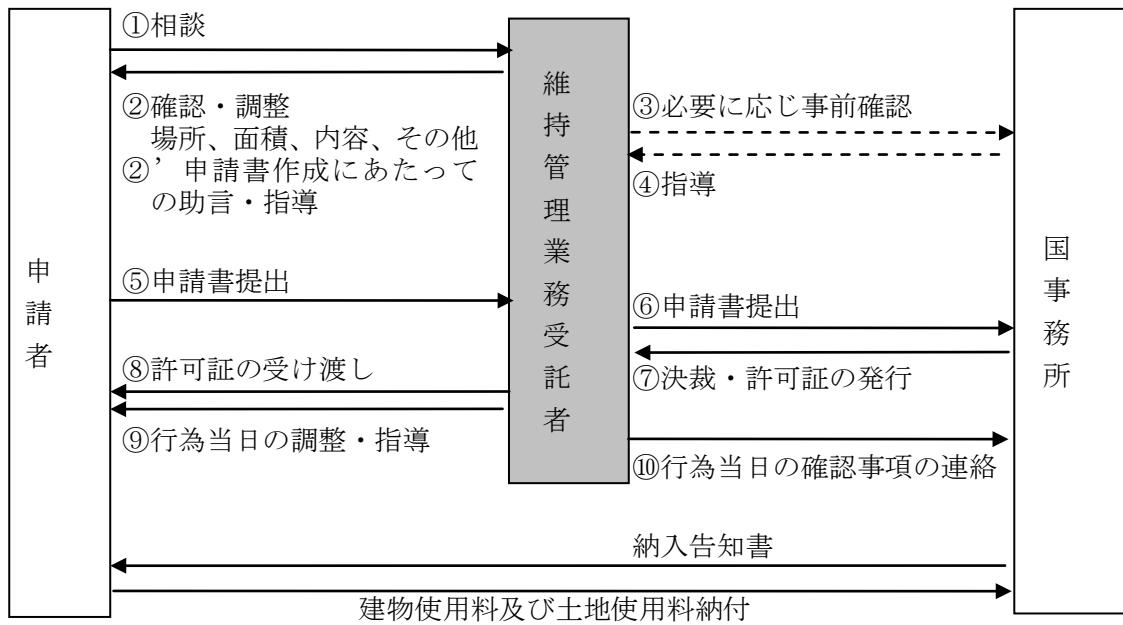 ①相談
②確認・調整
場所、面積、内容、その他
②’申請書作成にあたって
の助言・指導
③必要に応じ事前確認
④指導
申請者
維持管理業務受託者
国事務所
⑤申請書提出
⑥申請書提出
⑦決裁・許可証の発行
⑧許可証の受け渡し
⑨行為当日の調整・指導
⑩行為当日の確認事項の連絡
納入告知書
建物使用料及び土地使用料納付